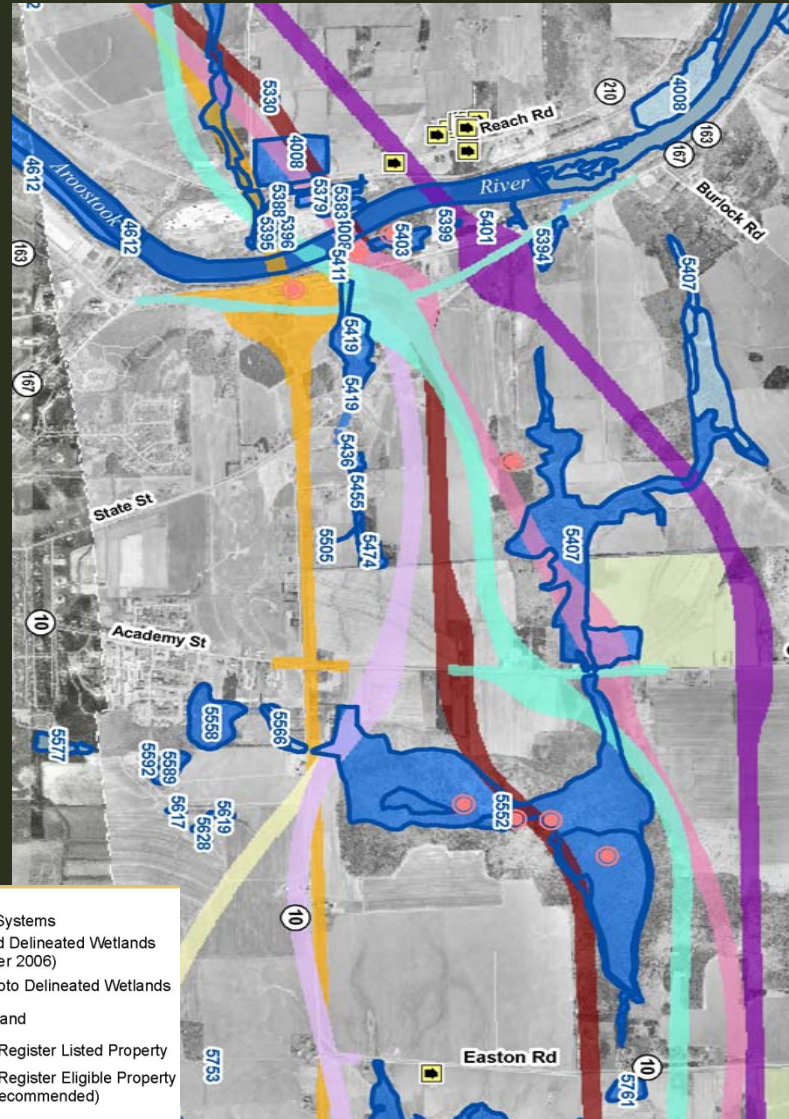 5330
210
4008
Reach Rd
4008
163
167
Burlock Rd
River
Aroostook
4612
4612
5388
5396
5395
5379
5393
5411
5403
5399
5401
5394
5407
163
167
5419
5419
5436
5455
5474
5505
State St
5407
10
Academy St
5588
5566
5577
5592
5589
5617
5619
5628
5552
10
Systems
d Delineated Wetlands
er 2006)
oto Delineated Wetlands
and
Register Listed Property
Register Eligible Property
ecommended)
5753
Easton Rd
10
5761